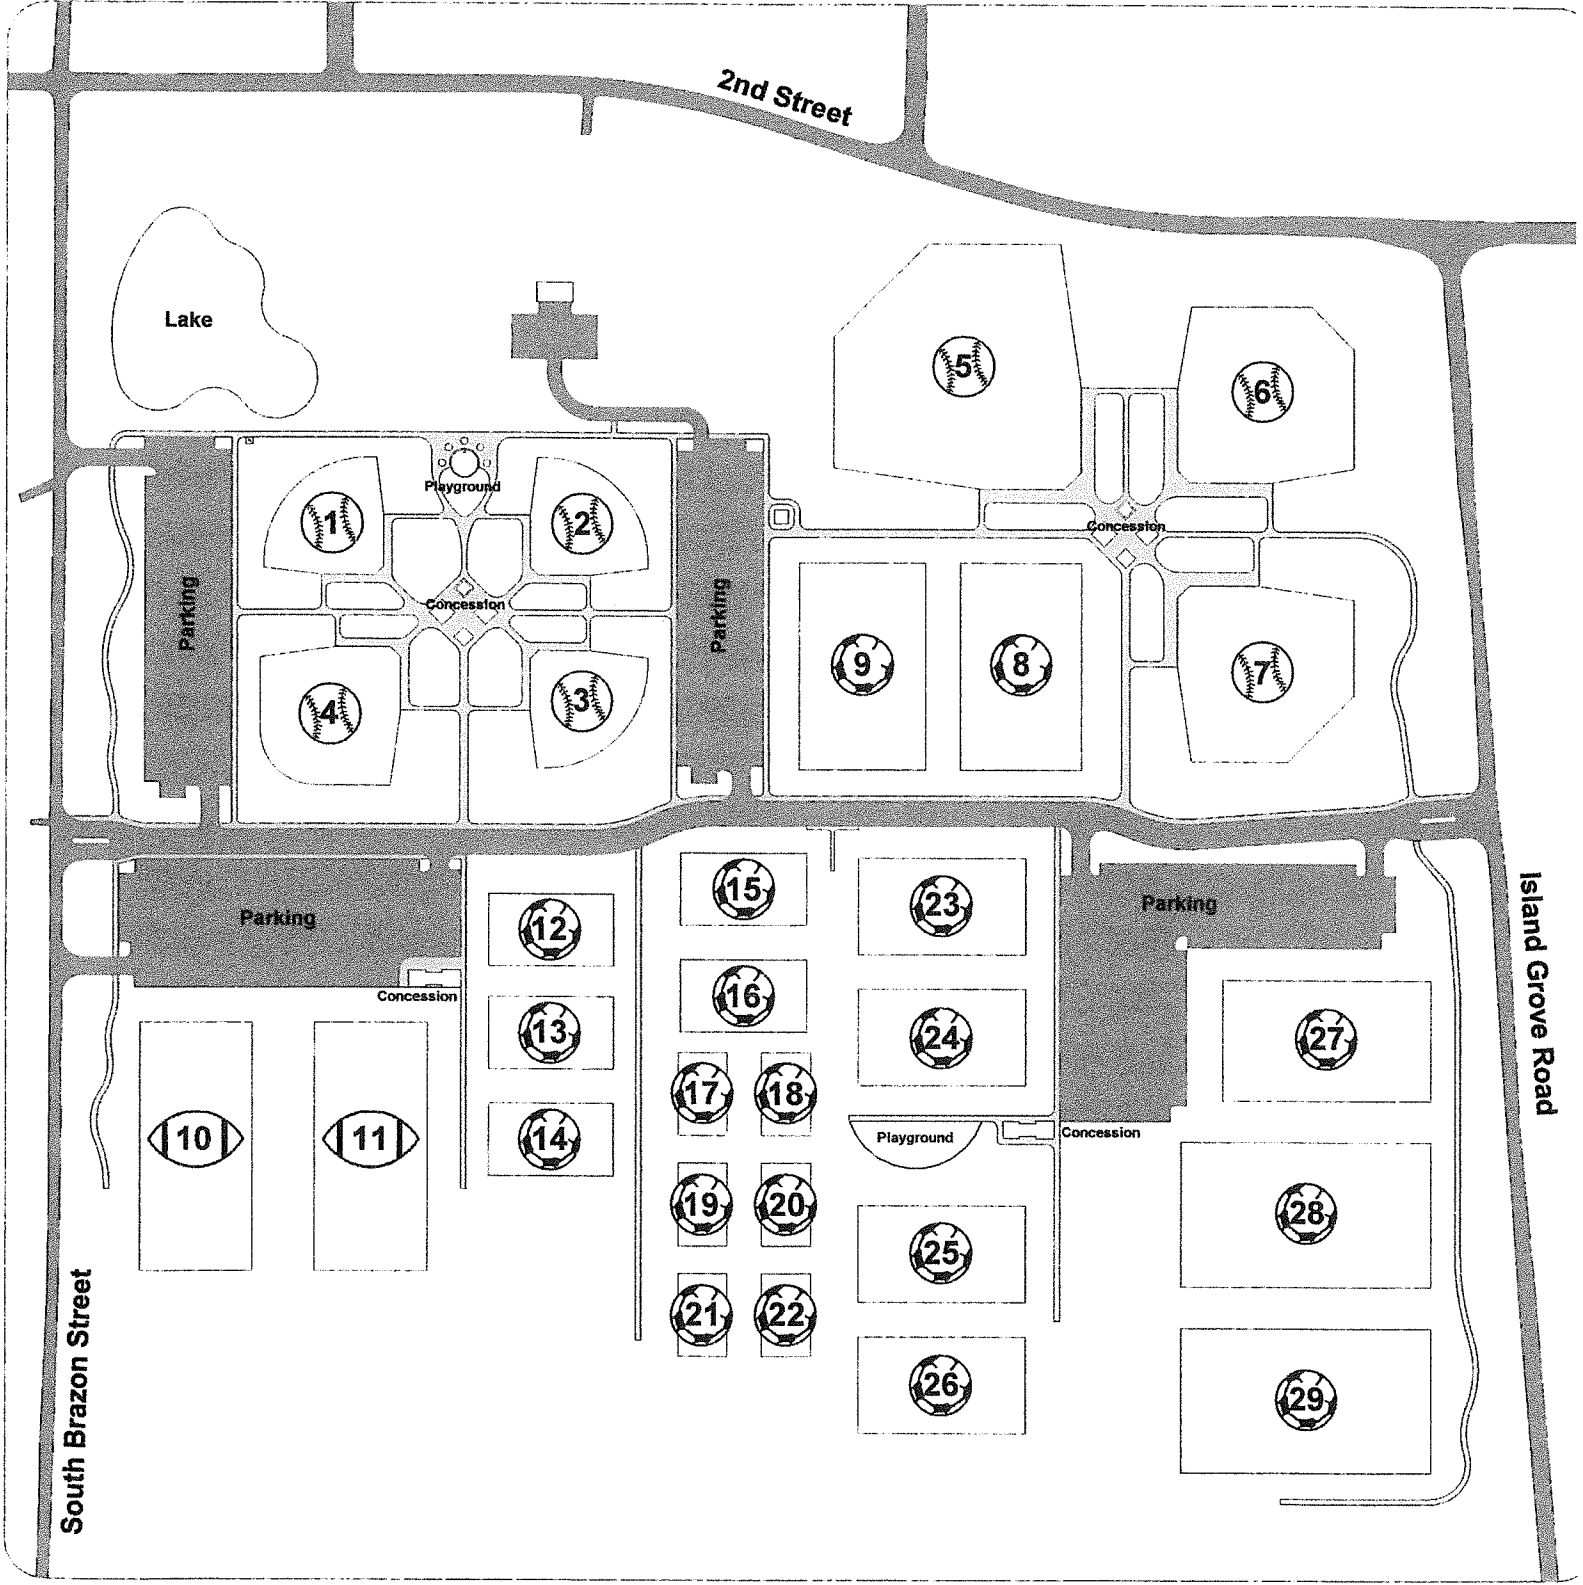 2nd Street
Lake
5
6
Playground
1
2
Concession
Concession
Parking
Parking
9
8
7
4
3
Parking
12
15
23
Parking
Island Grove Road
Concession
13
16
24
27
17
18
10
11
14
Playground
Concession
19
20
25
28
21
22
South Brazon Street
26
29